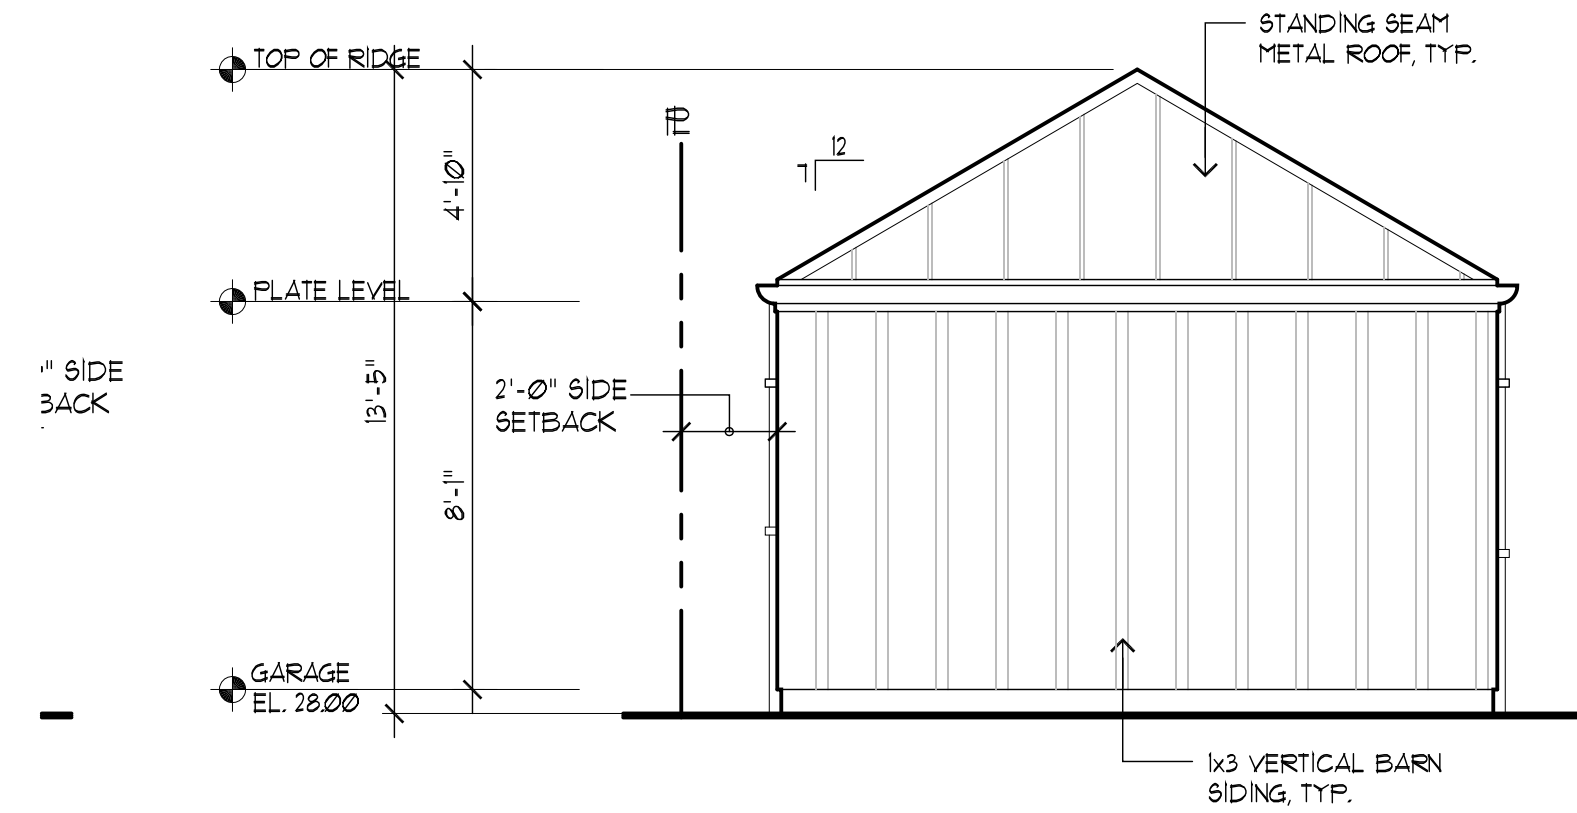 STANDING SEAM
METAL ROOF, TYP.
TOP OF RIDGE
12
7
4'-10"
PLATE LEVEL
13'-5"
" SIDE
BACK
2'-0" SIDE
SETBACK
8'-1"
GARAGE
EL. 28.00
1x3 VERTICAL BARN
SIDING, TYP.